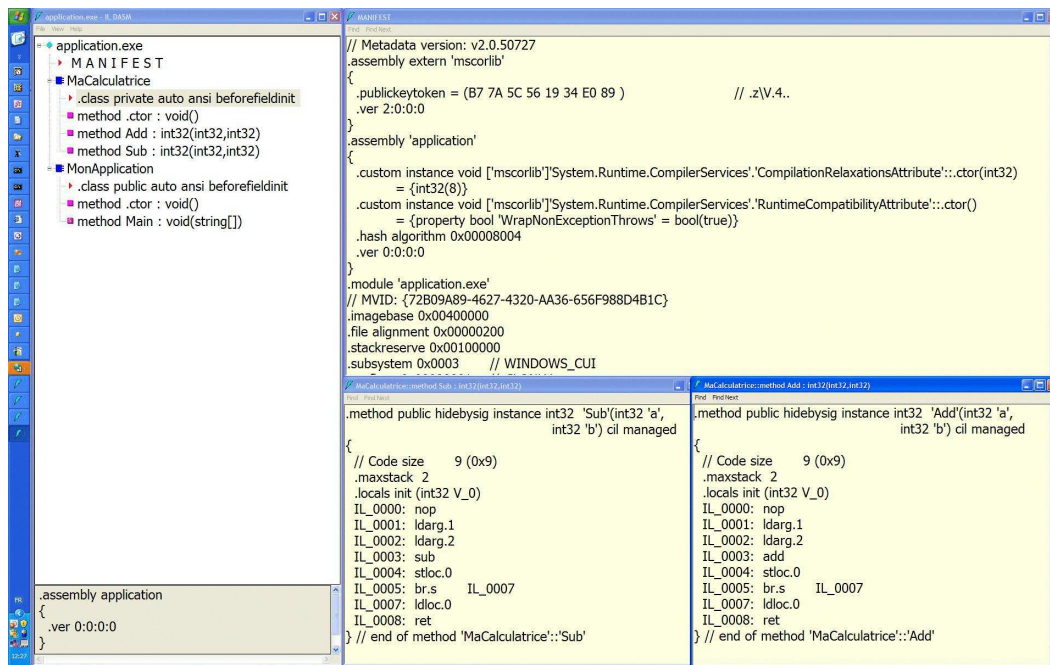 application.exe - IL DASM
File View Help
application.exe
M A N I F E S T
MaCalculatrice
.class private auto ansi beforefieldinit
method .ctor : void()
method Add : int32(int32,int32)
method Sub : int32(int32,int32)
MonApplication
.class public auto ansi beforefieldinit
method .ctor : void()
method Main : void(string[])
.assembly application
{
.ver 0:0:0:0
}
FR
12:27
MANIFEST
Find Find Next
// Metadata version: v2.0.50727
.assembly extern 'mscorlib'
{
.publickeytoken = (B7 7A 5C 56 19 34 E0 89 ) // .z\V.4..
.ver 2:0:0:0
}
.assembly 'application'
{
.custom instance void ['mscorlib']'System.Runtime.CompilerServices'.'CompilationRelaxationsAttribute'::.ctor(int32)
= {int32(8)}
.custom instance void ['mscorlib']'System.Runtime.CompilerServices'.'RuntimeCompatibilityAttribute'::.ctor()
= {property bool 'WrapNonExceptionThrows' = bool(true)}
.hash algorithm 0x00008004
.ver 0:0:0:0
}
.module 'application.exe'
// MVID: {72B09A89-4627-4320-AA36-656F988D4B1C}
.imagebase 0x00400000
.file alignment 0x00000200
.stackreserve 0x00100000
.subsystem 0x0003 // WINDOWS_CUI
MaCalculatrice::method Sub : int32(int32,int32)
Find Find Next
.method public hidebysig instance int32 'Sub'(int32 'a',
int32 'b') cil managed
{
// Code size 9 (0x9)
.maxstack 2
.locals init (int32 V_0)
IL_0000: nop
IL_0001: ldarg.1
IL_0002: ldarg.2
IL_0003: sub
IL_0004: stloc.0
IL_0005: br.s IL_0007
IL_0007: ldloc.0
IL_0008: ret
} // end of method 'MaCalculatrice'::'Sub'
MaCalculatrice::method Add : int32(int32,int32)
Find Find Next
.method public hidebysig instance int32 'Add'(int32 'a',
int32 'b') cil managed
{
// Code size 9 (0x9)
.maxstack 2
.locals init (int32 V_0)
IL_0000: nop
IL_0001: ldarg.1
IL_0002: ldarg.2
IL_0003: add
IL_0004: stloc.0
IL_0005: br.s IL_0007
IL_0007: ldloc.0
IL_0008: ret
} // end of method 'MaCalculatrice'::'Add'